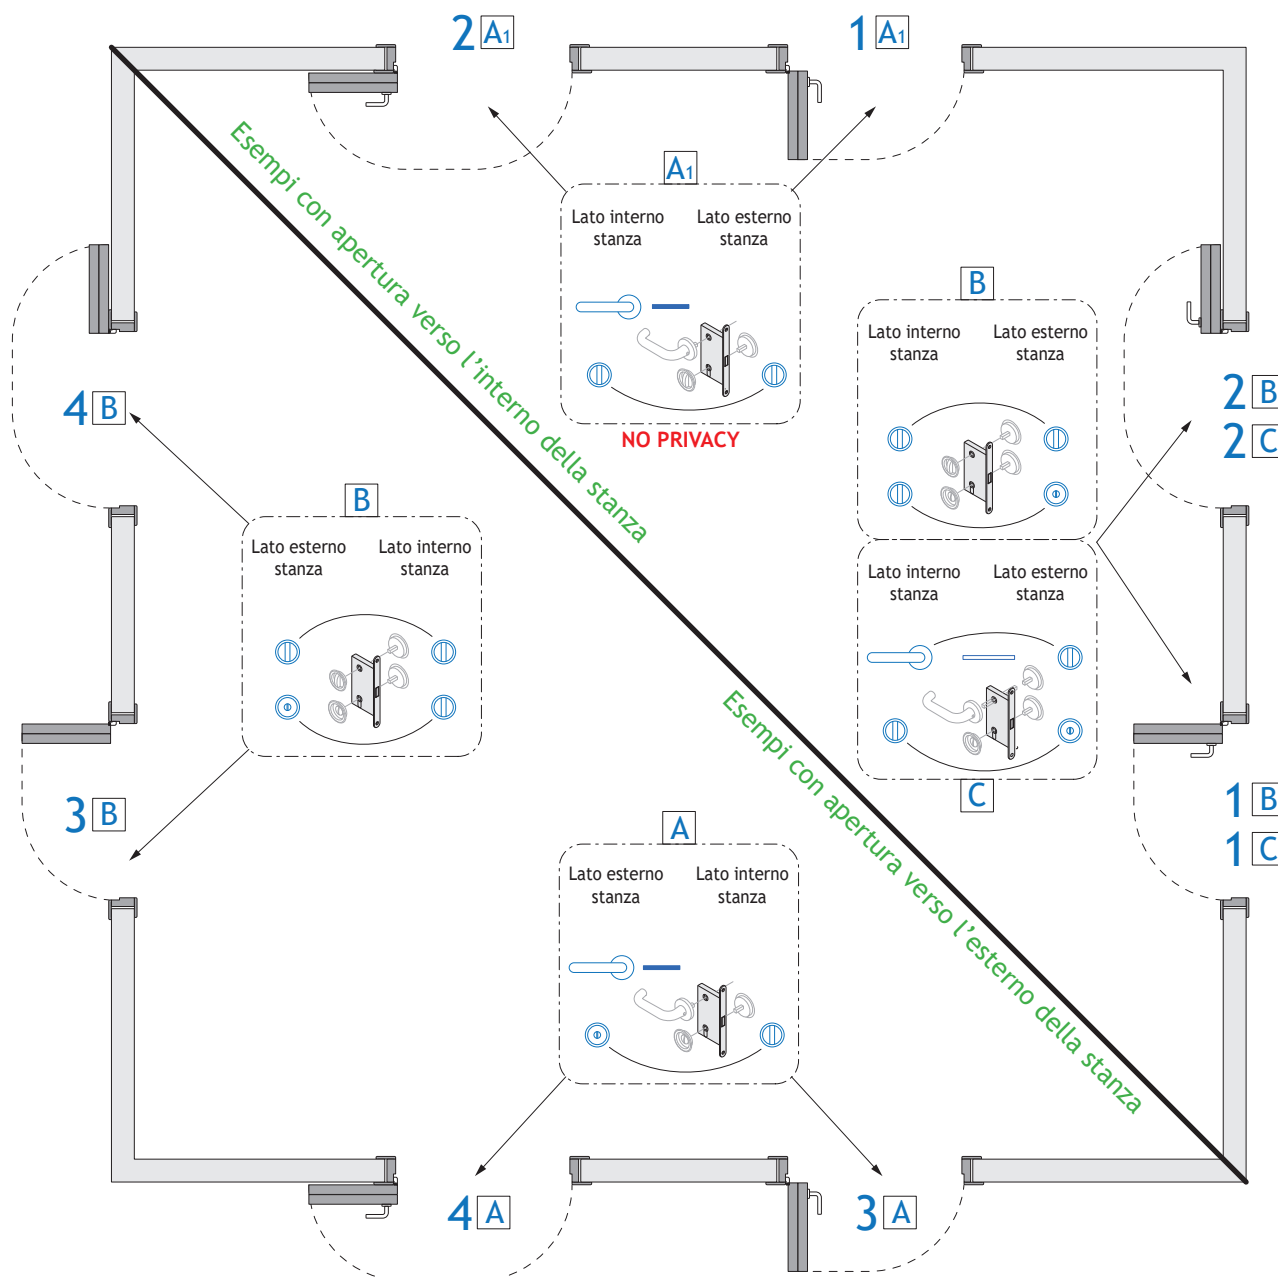 2 A1
1 A1
Esempi con apertura verso l'interno della stanza
A1
Lato interno
stanza
Lato esterno
stanza
NO PRIVACY
B
Lato interno
stanza
Lato esterno
stanza
2 B
2 C
4 B
B
Lato esterno
stanza
Lato interno
stanza
Lato interno
stanza
Lato esterno
stanza
C
Esempi con apertura verso l'esterno della stanza
3 B
1 B
1 C
A
Lato esterno
stanza
Lato interno
stanza
4 A
3 A